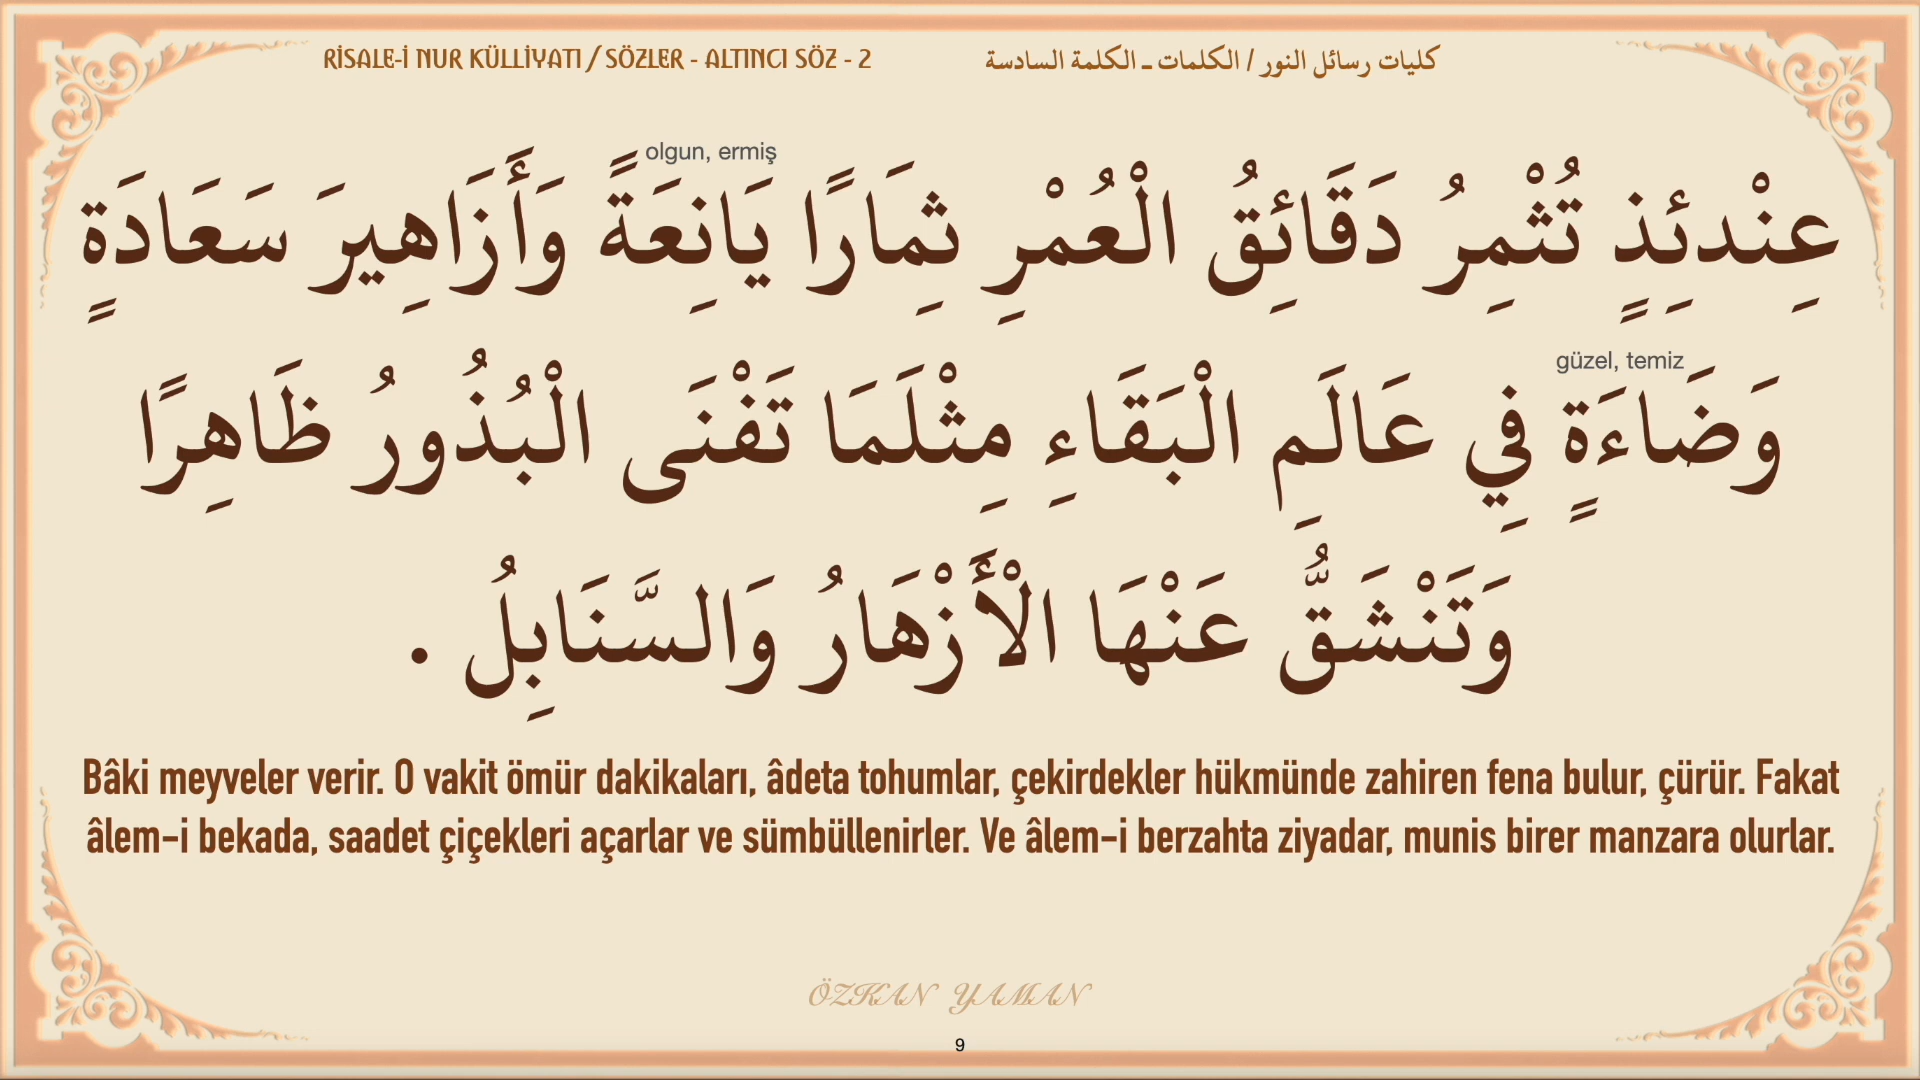 RİSALE-İ NUR KÜLLİYATI / SÖZLER - ALTINCI SÖZ - 2
كليات رسائل النور / الكلمات ـ الكلمة السادسة
olgun, ermiş
عِنْدئِذٍ تُثْمِرُ دَقَائِقُ الْعُمْرِ ثِمَارًا يَانِعَةً وَأَزَاهِيرَ سَعَادَةٍ
güzel, temiz
وَضَاءَةٍ فِي عَالَمِ الْبَقَاءِ مِثْلَمَا تَفْنَى الْبُذُورُ ظَاهِرًا
وَتَنْشَقُّ عَنْهَا الْأَزْهَارُ وَالسَّنَابِلُ .
Bâki meyveler verir. O vakit ömür dakikaları, âdeta tohumlar, çekirdekler hükmünde zahiren fena bulur, çürür. Fakat
âlem-i bekada, saadet çiçekleri açarlar ve sümbüllenirler. Ve âlem-i berzahta ziyadar, munis birer manzara olurlar.
ÖZKAN YAMAN
9